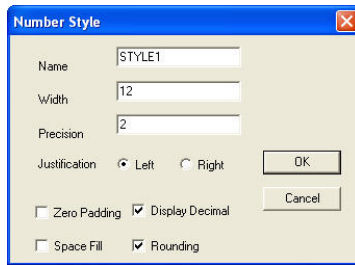 Number Style
Name STYLE1
Width 12
Precision 2
Justification Left Right OK
Cancel
Zero Padding Display Decimal
Space Fill Rounding